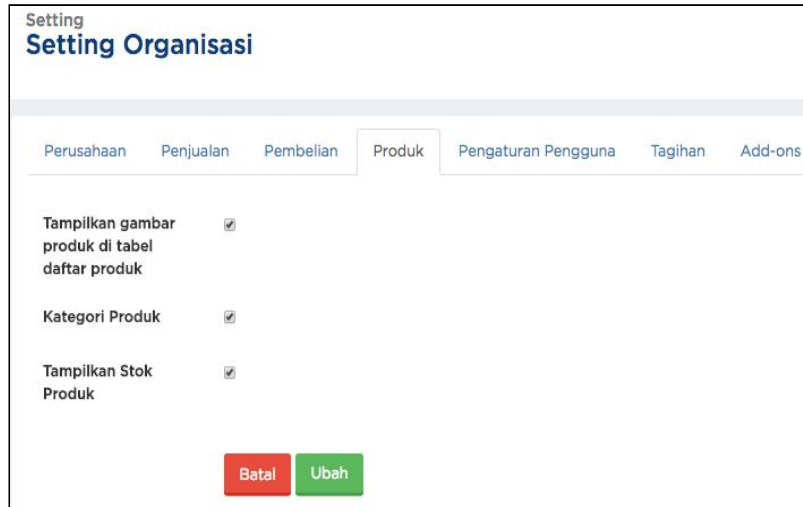 Setting
Setting Organisasi
Perusahaan Penjualan Pembelian Produk Pengaturan Pengguna Tagihan Add-ons
Tampilkan gambar
produk di tabel
daftar produk
Kategori Produk
Tampilkan Stok
Produk
Batal Ubah